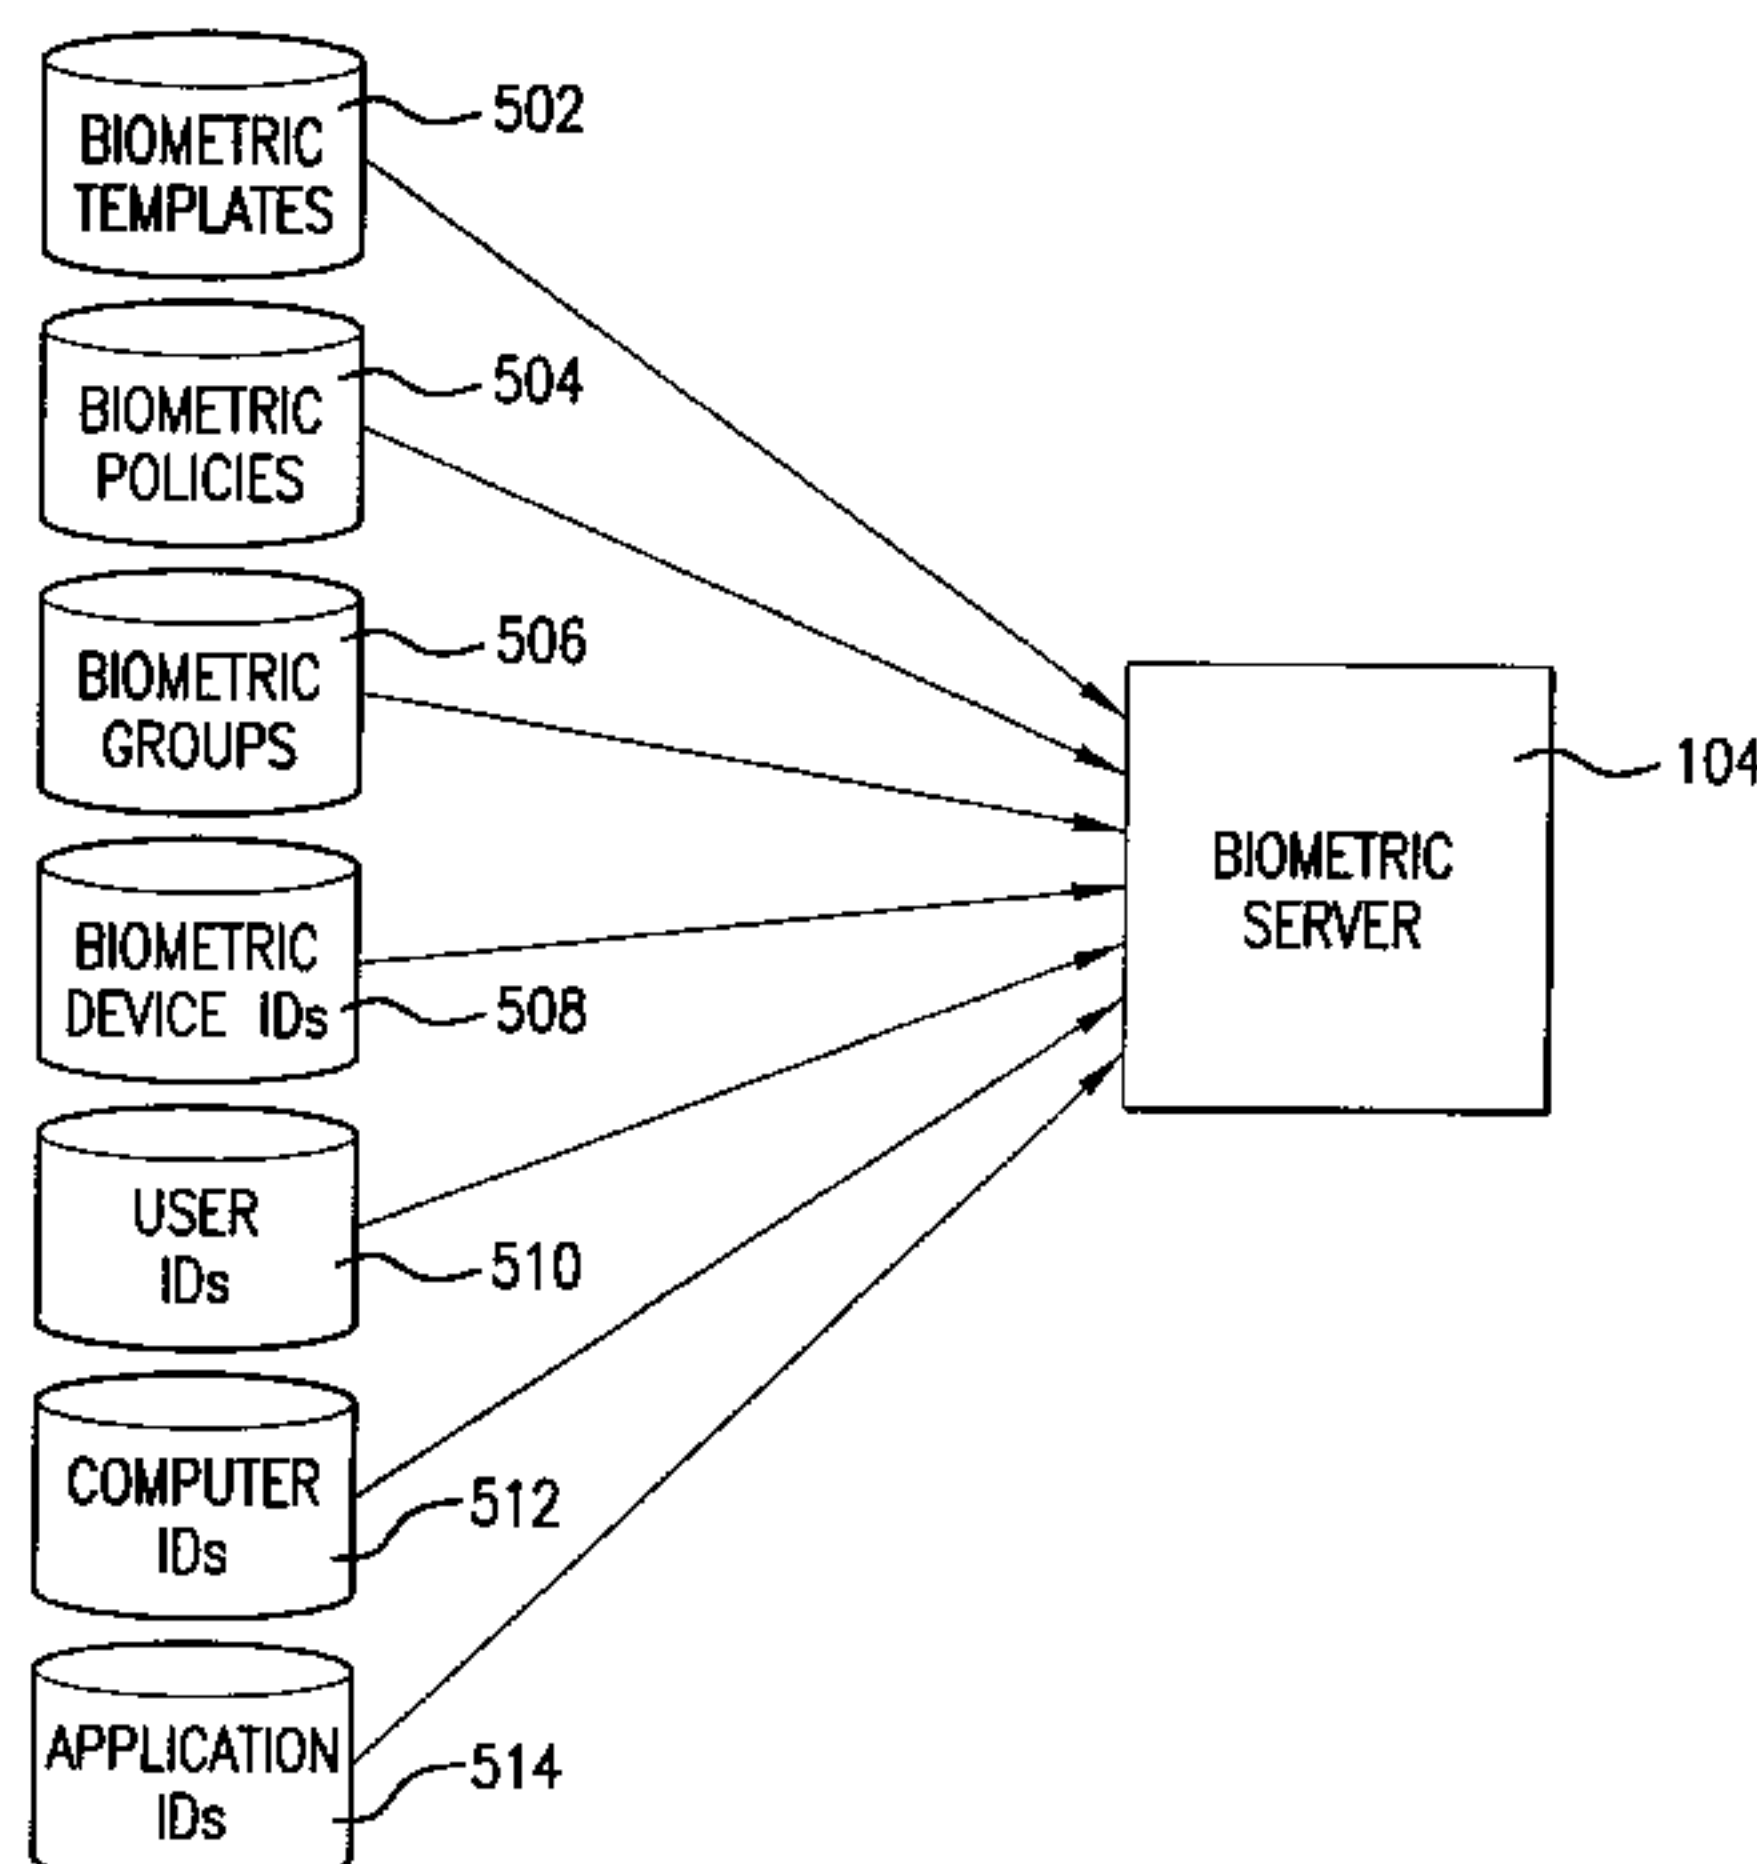 BIOMETRIC
TEMPLATES
502
BIOMETRIC
POLICIES
504
BIOMETRIC
GROUPS
506
BIOMETRIC
DEVICE IDs
508
USER
IDs
510
COMPUTER
IDs
512
APPLICATION
IDs
514
BIOMETRIC
SERVER
104